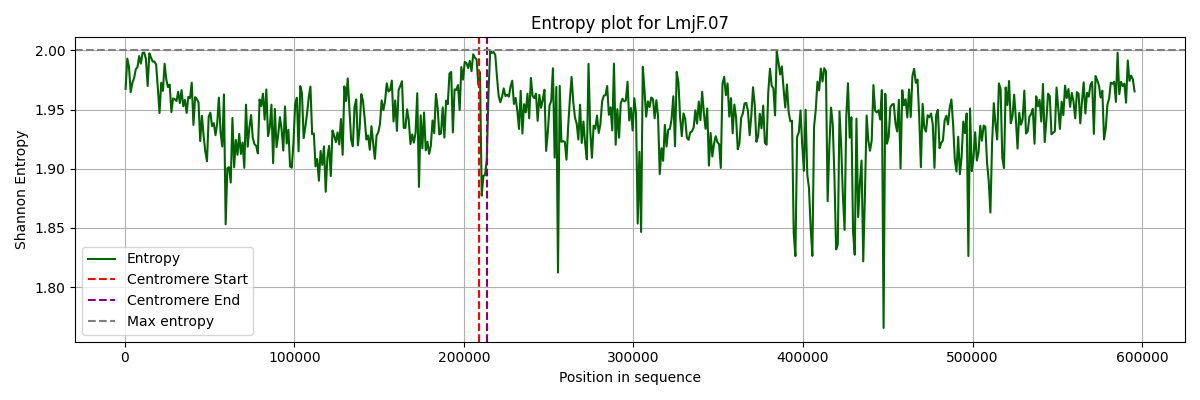 Entropy plot for LmjF.07
2.00
1.95
1.90
1.85
1.80
Shannon Entropy
Entropy
Centromere Start
Centromere End
Max entropy
0
100000
200000
300000
400000
500000
600000
Position in sequence